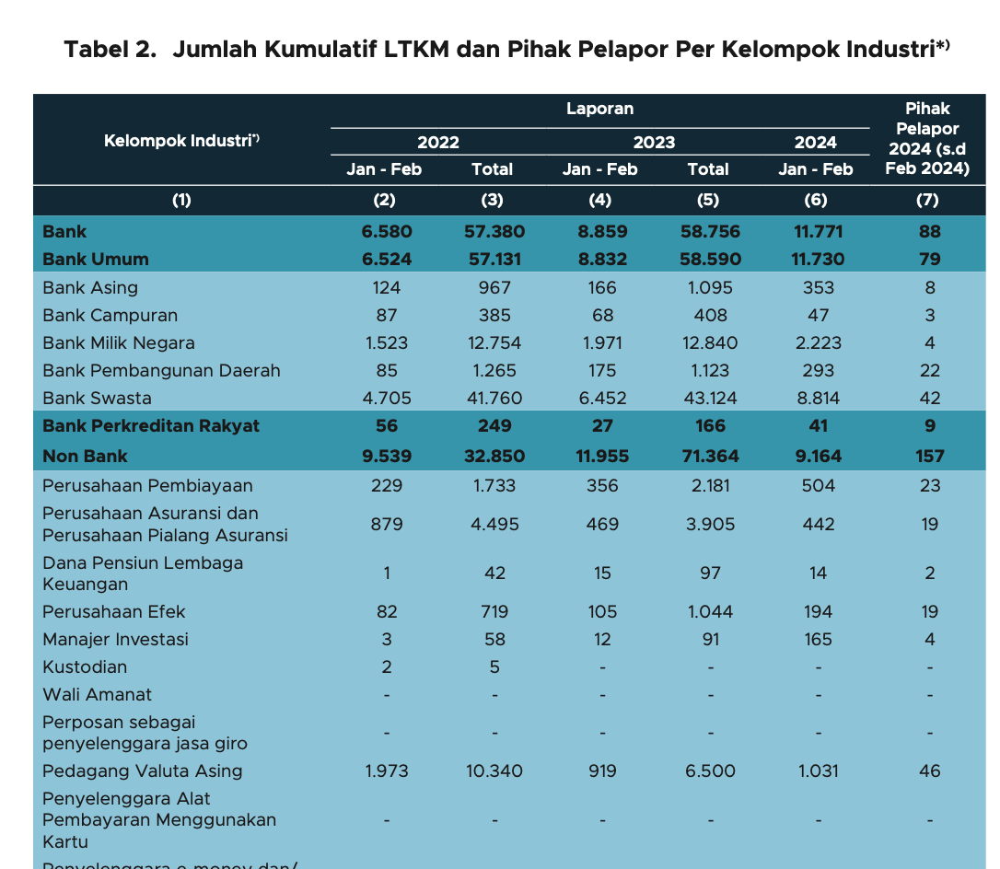 Tabel 2. Jumlah Kumulatif LTKM dan Pihak Pelapor Per Kelompok Industri*)
Kelompok Industri*) Laporan Pihak Pelapor 2024 (s.d Feb 2024)
2022 2023 2024
Jan - Feb Total Jan - Feb Total Jan - Feb
(1) (2) (3) (4) (5) (6) (7)
Bank 6.580 57.380 8.859 58.756 11.771 88
Bank Umum 6.524 57.131 8.832 58.590 11.730 79
Bank Asing 124 967 166 1.095 353 8
Bank Campuran 87 385 68 408 47 3
Bank Milik Negara 1.523 12.754 1.971 12.840 2.223 4
Bank Pembangunan Daerah 85 1.265 175 1.123 293 22
Bank Swasta 4.705 41.760 6.452 43.124 8.814 42
Bank Perkreditan Rakyat 56 249 27 166 41 9
Non Bank 9.539 32.850 11.955 71.364 9.164 157
Perusahaan Pembiayaan 229 1.733 356 2.181 504 23
Perusahaan Asuransi dan
Perusahaan Pialang Asuransi 879 4.495 469 3.905 442 19
Dana Pensiun Lembaga
Keuangan 1 42 15 97 14 2
Perusahaan Efek 82 719 105 1.044 194 19
Manajer Investasi 3 58 12 91 165 4
Kustodian 2 5 - - - -
Wali Amanat - - - - - -
Perposan sebagai
penyelenggara jasa giro - - - - - -
Pedagang Valuta Asing 1.973 10.340 919 6.500 1.031 46
Penyelenggara Alat
Pembayaran Menggunakan
Kartu - - - - - -
Penyelenggara e-money dan/